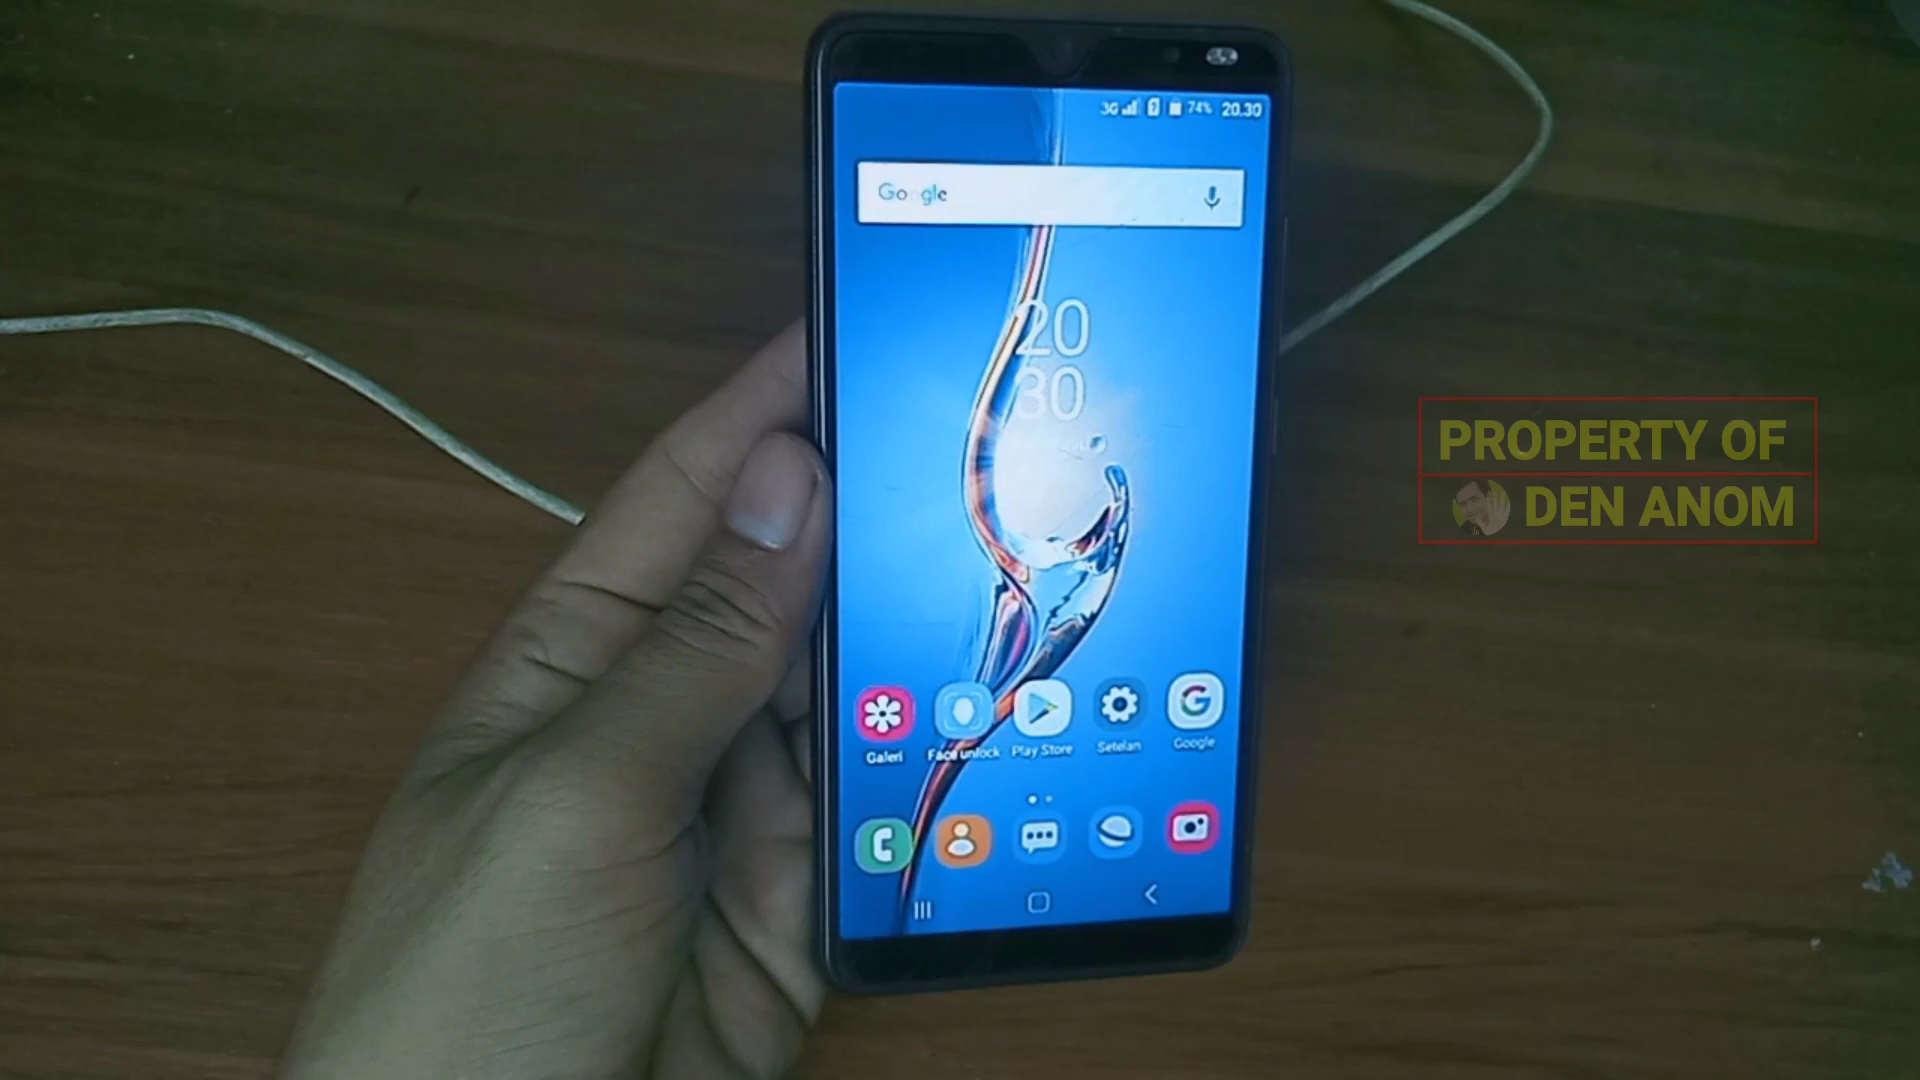 3G 74% 20.30
Google
20
30
Galeri Face unlock Play Store Setelan Google
PROPERTY OF
DEN ANOM